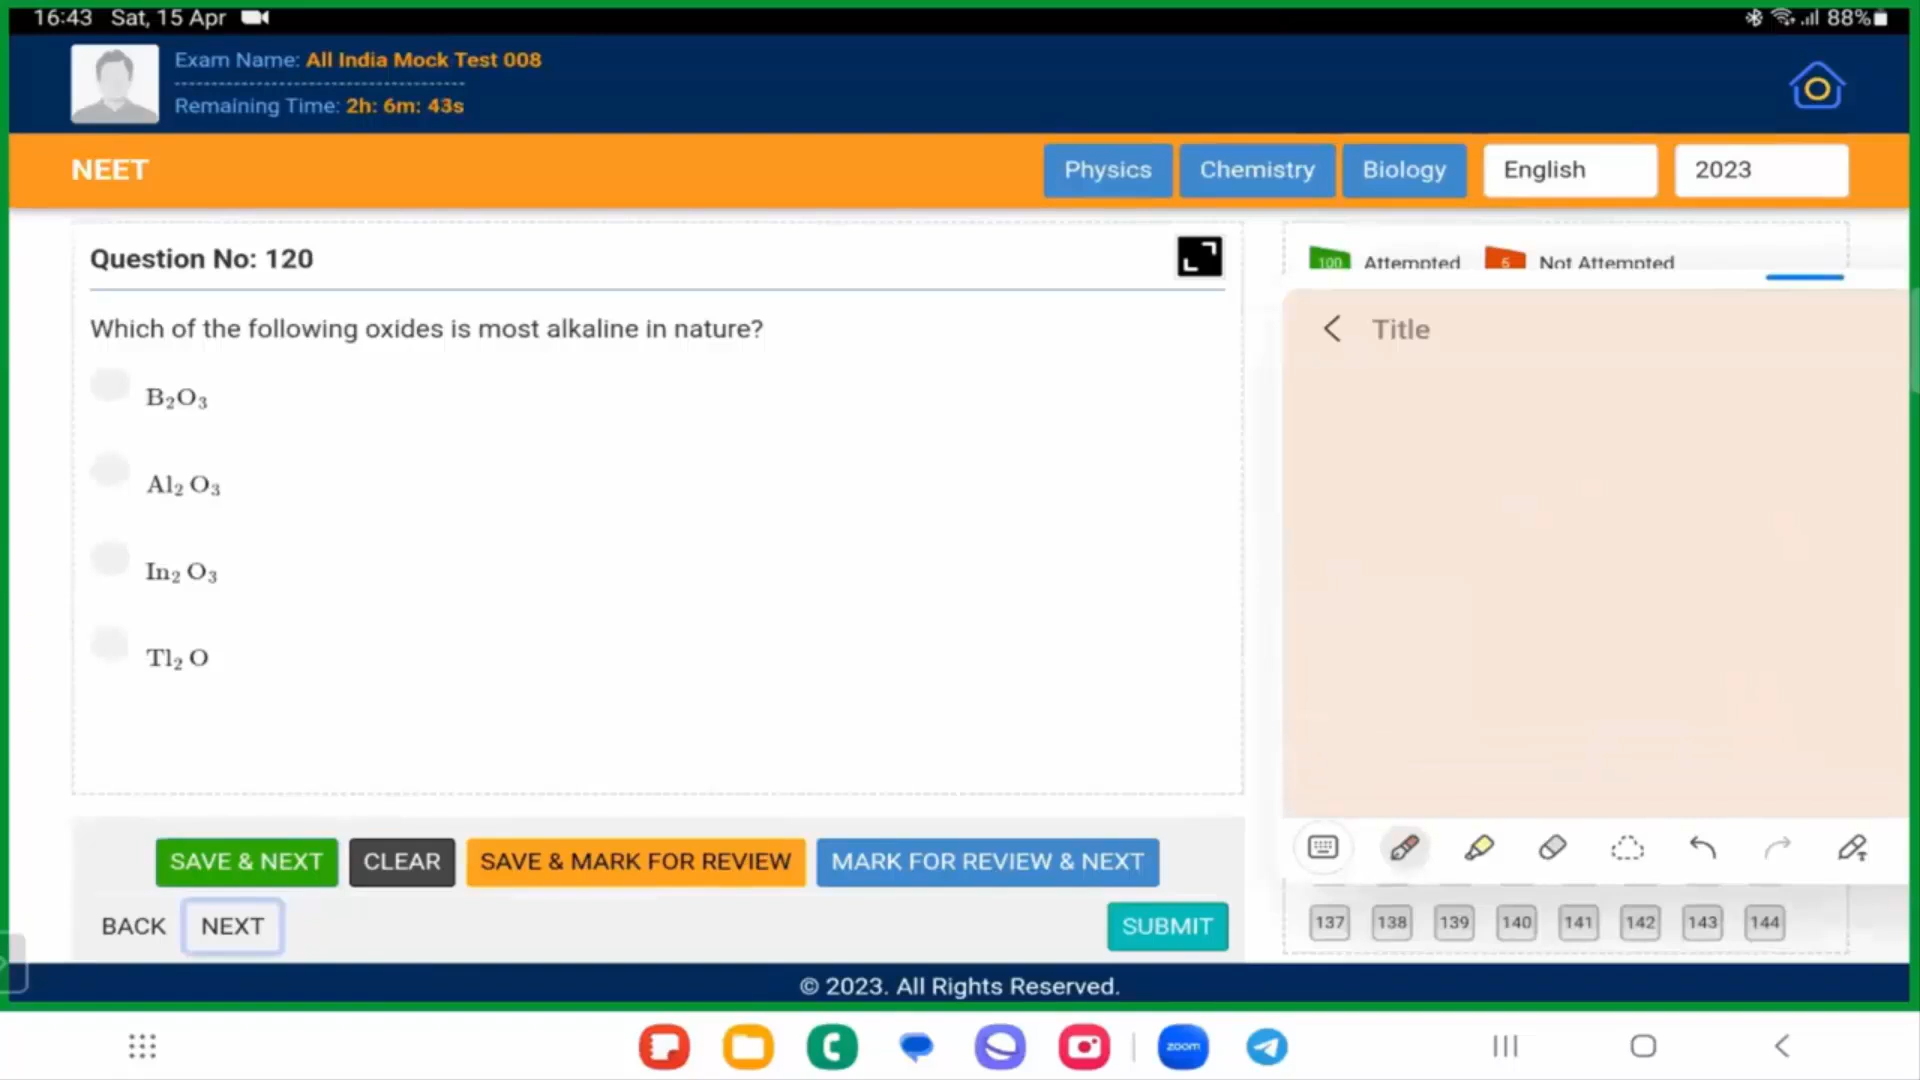 16:43 Sat, 15 Apr
88%
Exam Name: All India Mock Test 008
Remaining Time: 2h: 6m: 43s
NEET
Physics
Chemistry
Biology
English
2023
Question No: 120
100 Attempted
Not Attempted
Which of the following oxides is most alkaline in nature?
Title
B₂O₃
Al₂ O₃
In₂ O₃
Tl₂ O
SAVE & NEXT
CLEAR
SAVE & MARK FOR REVIEW
MARK FOR REVIEW & NEXT
BACK
NEXT
SUBMIT
137 138 139 140 141 142 143 144
© 2023. All Rights Reserved.
zoom